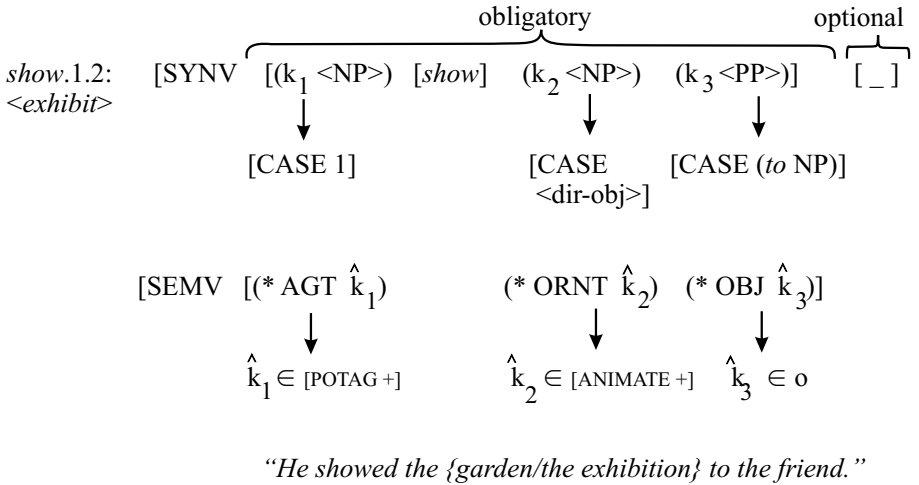 obligatory optional
show.1.2: [SYNV [(k1 <NP>) [show] (k2 <NP>) (k3 <PP>)] [ _ ]
<exhibit>
[CASE 1] [CASE [CASE (to NP)]
<dir-obj>]
[SEMV [(* AGT k̂1) (* ORNT k̂2) (* OBJ k̂3)]
k̂1 ∈ [POTAG +] k̂2 ∈ [ANIMATE +] k̂3 ∈ o
“He showed the {garden/the exhibition} to the friend.”